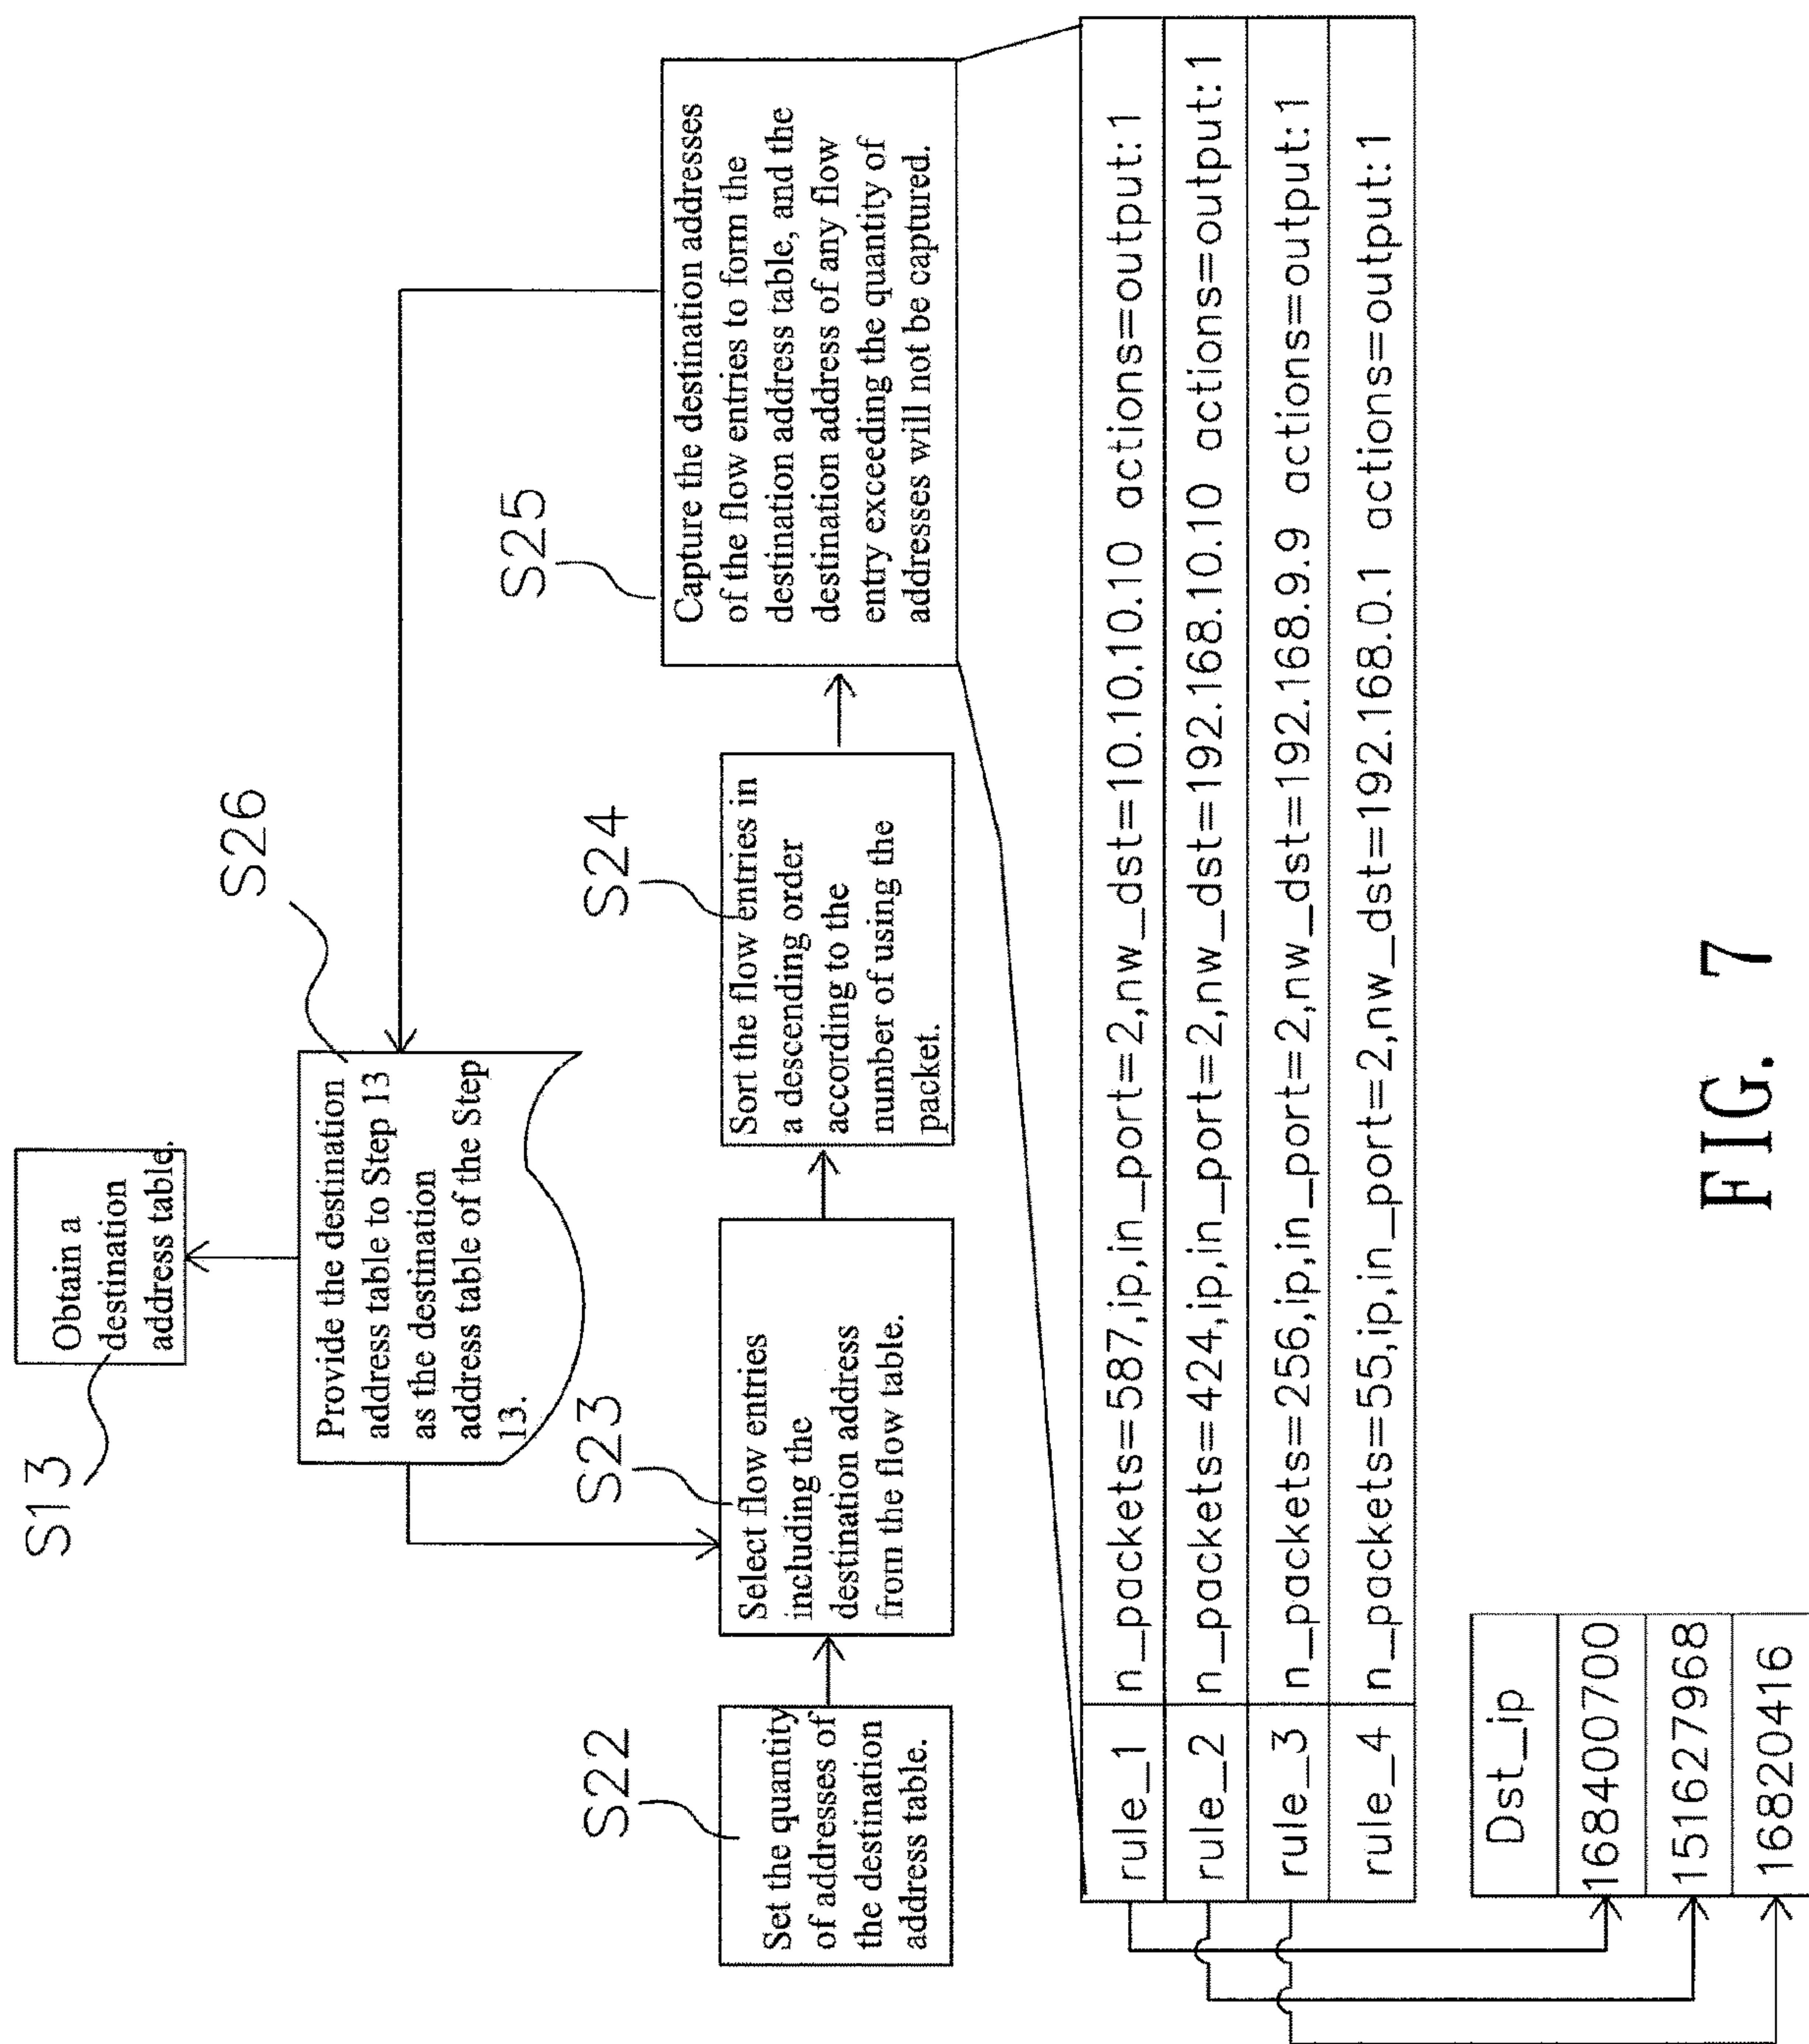 S13
Obtain a
destination
address table.
S26
Provide the destination
address table to Step 13
as the destination
address table of the Step
13.
S22
Set the quantity
of addresses of
the destination
address table.
S23
Select flow entries
including the
destination address
from the flow table.
S24
Sort the flow entries in
a descending order
according to the
number of using the
packet.
S25
Capture the destination addresses
of the flow entries to form the
destination address table, and the
destination address of any flow
entry exceeding the quantity of
addresses will not be captured.
rule_1 n_packets=587,ip,in_port=2,nw_dst=10.10.10.10 actions=output:1
rule_2 n_packets=424,ip,in_port=2,nw_dst=192.168.10.10 actions=output:1
rule_3 n_packets=256,ip,in_port=2,nw_dst=192.168.9.9 actions=output:1
rule_4 n_packets=55,ip,in_port=2,nw_dst=192.168.0.1 actions=output:1
Dst_ip
168400700
151627968
16820416
FIG. 7